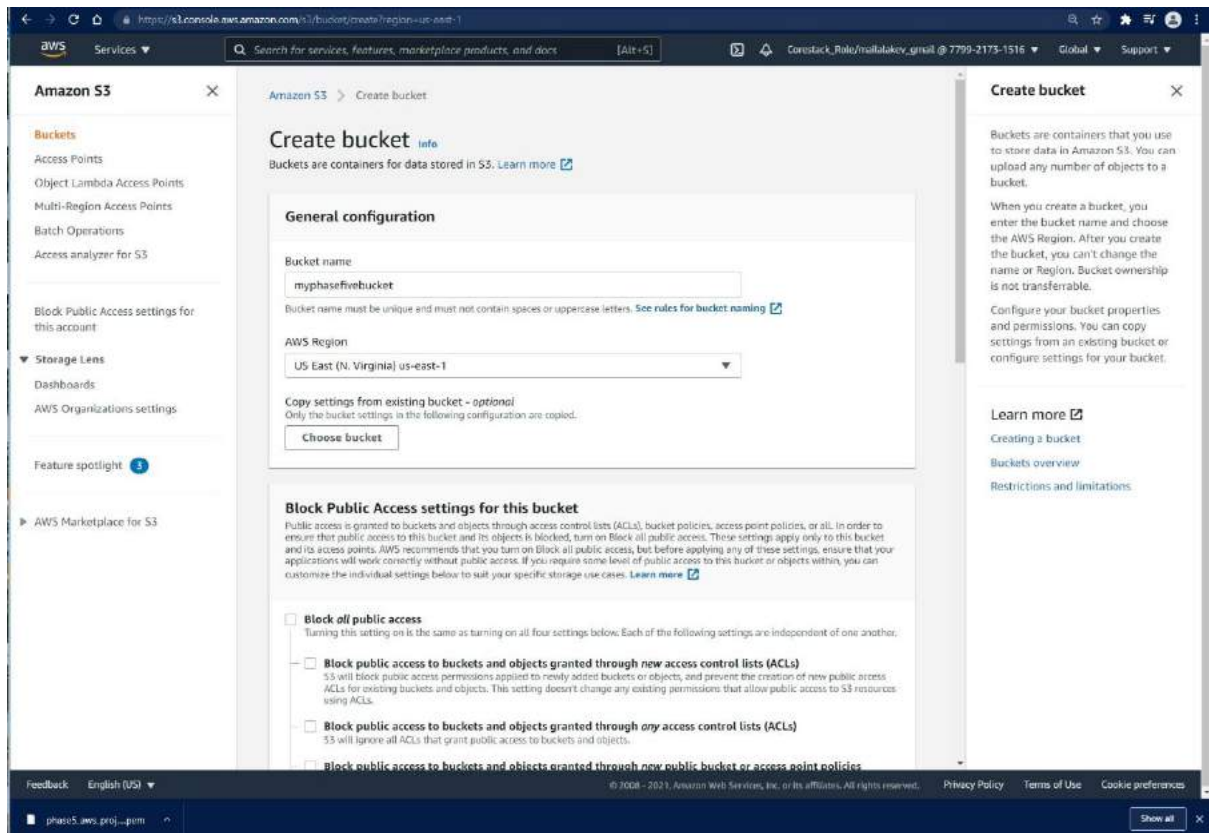 https://s3.console.aws.amazon.com/s3/bucket/create?region=us-east-1
aws
Services
Search for services, features, marketplace products, and docs
[Alt+S]
Corestack_Role/mailalakev_gmail @ 7799-2173-1516
Global
Support
Amazon S3
Buckets
Access Points
Object Lambda Access Points
Multi-Region Access Points
Batch Operations
Access analyzer for S3
Block Public Access settings for
this account
Storage Lens
Dashboards
AWS Organizations settings
Feature spotlight 3
AWS Marketplace for S3
Amazon S3 > Create bucket
Create bucket Info
Buckets are containers for data stored in S3. Learn more
General configuration
Bucket name
myphasefivebucket
Bucket name must be unique and must not contain spaces or uppercase letters. See rules for bucket naming
AWS Region
US East (N. Virginia) us-east-1
Copy settings from existing bucket - optional
Only the bucket settings in the following configuration are copied.
Choose bucket
Block Public Access settings for this bucket
Public access is granted to buckets and objects through access control lists (ACLs), bucket policies, access point policies, or all. In order to
ensure that public access to this bucket and its objects is blocked, turn on Block all public access. These settings apply only to this bucket
and its access points. AWS recommends that you turn on Block all public access, but before applying any of these settings, ensure that your
applications will work correctly without public access. If you require some level of public access to this bucket or objects within, you can
customize the individual settings below to suit your specific storage use cases. Learn more
Block all public access
Turning this setting on is the same as turning on all four settings below. Each of the following settings are independent of one another.
Block public access to buckets and objects granted through new access control lists (ACLs)
S3 will block public access permissions applied to newly added buckets or objects, and prevent the creation of new public access
ACLs for existing buckets and objects. This setting doesn't change any existing permissions that allow public access to S3 resources
using ACLs.
Block public access to buckets and objects granted through any access control lists (ACLs)
S3 will ignore all ACLs that grant public access to buckets and objects.
Block public access to buckets and objects granted through new public bucket or access point policies
Create bucket
Buckets are containers that you use
to store data in Amazon S3. You can
upload any number of objects to a
bucket.
When you create a bucket, you
enter the bucket name and choose
the AWS Region. After you create
the bucket, you can't change the
name or Region. Bucket ownership
is not transferrable.
Configure your bucket properties
and permissions. You can copy
settings from an existing bucket or
configure settings for your bucket.
Learn more
Creating a bucket
Buckets overview
Restrictions and limitations
Feedback
English (US)
© 2008 - 2021, Amazon Web Services, Inc. or its affiliates. All rights reserved.
Privacy Policy
Terms of Use
Cookie preferences
phase5.aws.proj....pem
Show all